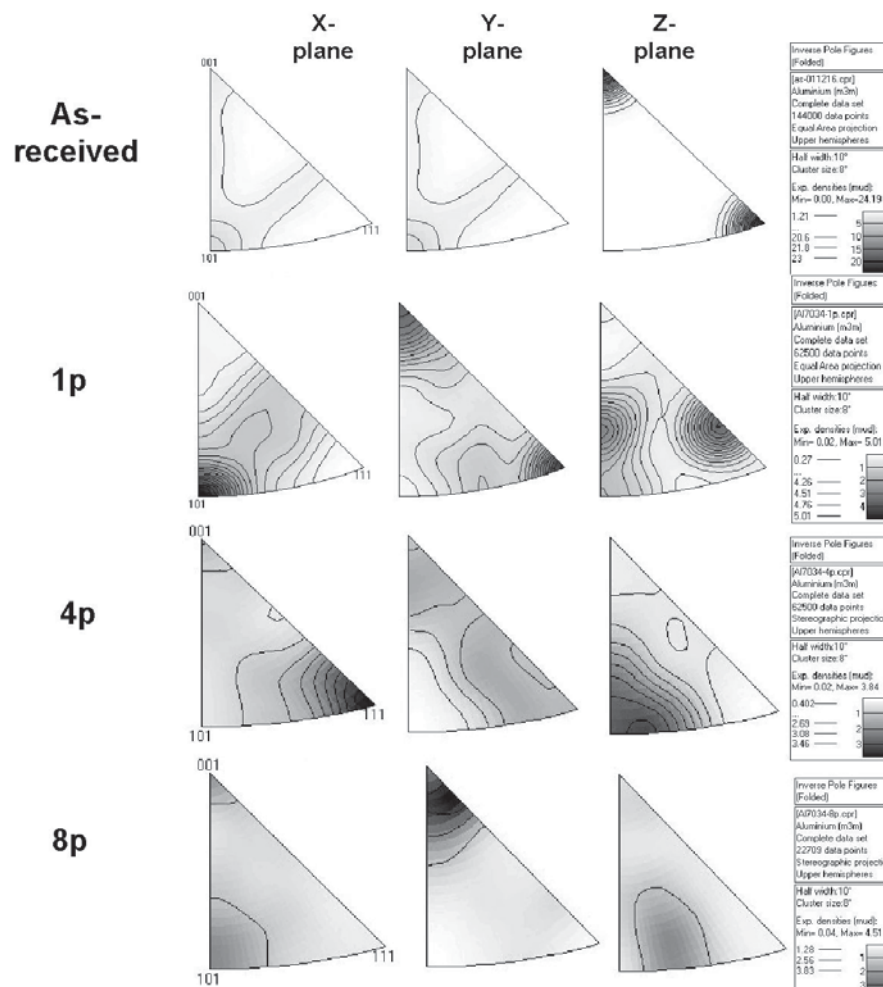 X-plane
Y-plane
Z-plane
As-received
001
111
101
Inverse Pole Figures
(Folded)
[as-011216.cpr]
Aluminium (m3m)
Complete data set
144000 data points
Equal Area projection
Upper hemispheres
Half width:10°
Cluster size:8°
Exp. densities (mud):
Min= 0.00, Max=24.19
1.21
...
20.6
21.8
23
5
10
15
20
1p
001
111
101
Inverse Pole Figures
(Folded)
[Al7034-1p.cpr]
Aluminium (m3m)
Complete data set
62500 data points
Equal Area projection
Upper hemispheres
Half width:10°
Cluster size:8°
Exp. densities (mud):
Min= 0.02, Max= 5.01
0.27
...
4.26
4.51
4.76
5.01
1
2
3
4
4p
001
111
101
Inverse Pole Figures
(Folded)
[Al7034-4p.cpr]
Aluminium (m3m)
Complete data set
62500 data points
Stereographic projectio
Upper hemispheres
Half width:10°
Cluster size:8°
Exp. densities (mud):
Min= 0.02, Max= 3.84
0.402
...
2.69
3.08
3.46
1
2
3
8p
001
111
101
Inverse Pole Figures
(Folded)
[Al7034-8p.cpr]
Aluminium (m3m)
Complete data set
22709 data points
Stereographic projecti
Upper hemispheres
Half width:10°
Cluster size:8°
Exp. densities (mud):
Min= 0.04, Max= 4.51
1.28
2.56
3.83
1
2
3